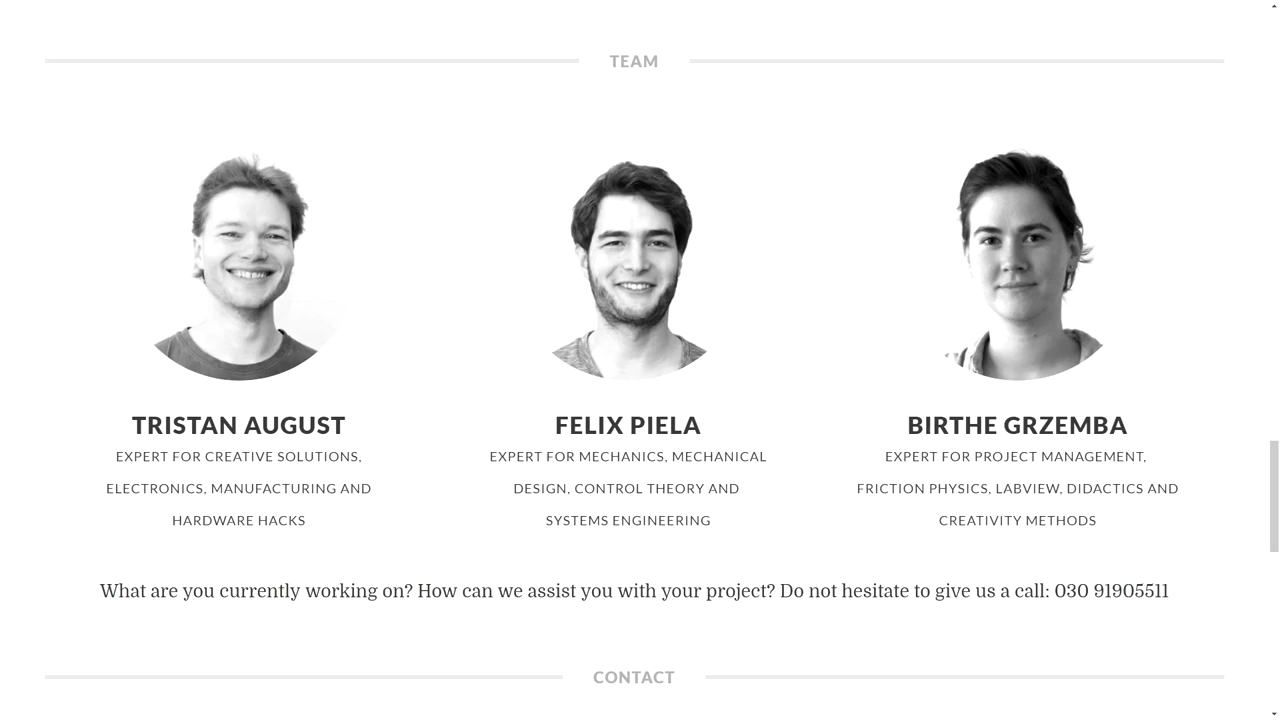 TEAM
TRISTAN AUGUST
EXPERT FOR CREATIVE SOLUTIONS,
ELECTRONICS, MANUFACTURING AND
HARDWARE HACKS
FELIX PIELA
EXPERT FOR MECHANICS, MECHANICAL
DESIGN, CONTROL THEORY AND
SYSTEMS ENGINEERING
BIRTHE GRZEMBA
EXPERT FOR PROJECT MANAGEMENT,
FRICTION PHYSICS, LABVIEW, DIDACTICS AND
CREATIVITY METHODS
What are you currently working on? How can we assist you with your project? Do not hesitate to give us a call: 030 91905511
CONTACT